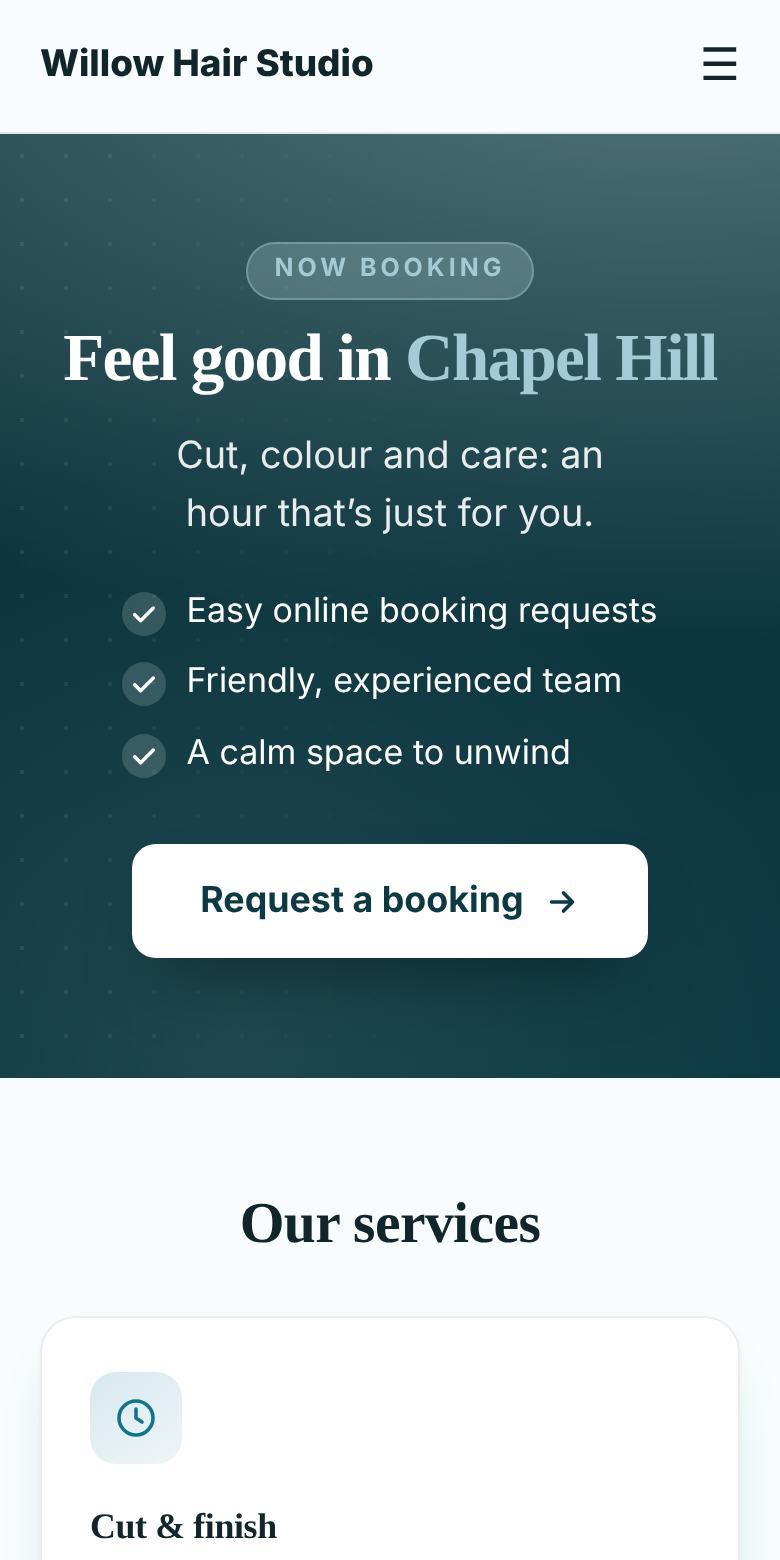 Willow Hair Studio
NOW BOOKING
Feel good in Chapel Hill
Cut, colour and care: an
hour that’s just for you.
Easy online booking requests
Friendly, experienced team
A calm space to unwind
Request a booking →
Our services
Cut & finish